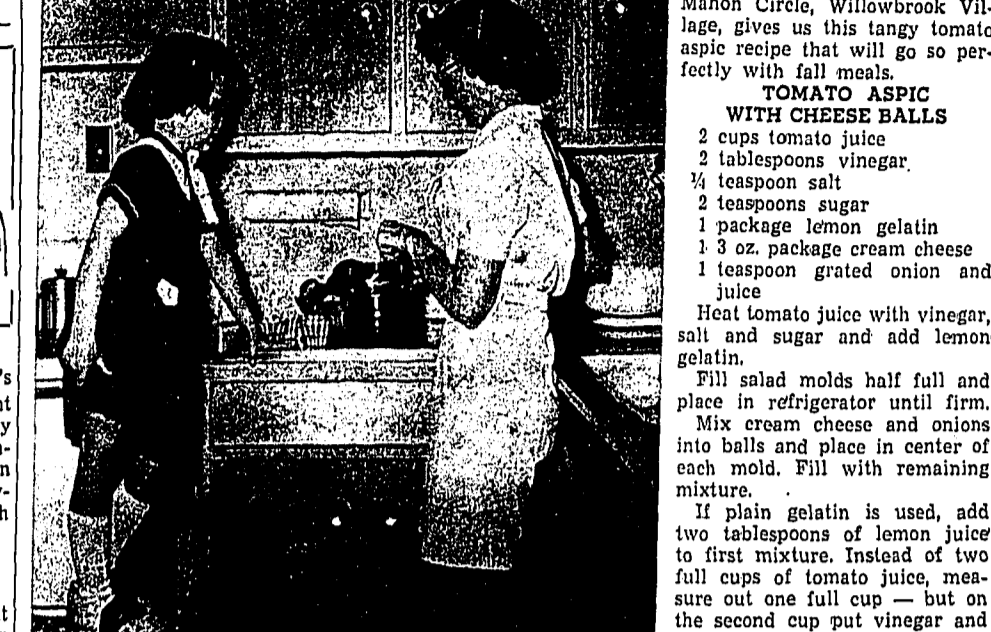 Mahon Circle, Willowbrook Vil-
lage, gives us this tangy tomato
aspic recipe that will go so per-
fectly with fall meals.
TOMATO ASPIC
WITH CHEESE BALLS
2 cups tomato juice
2 tablespoons vinegar
¼ teaspoon salt
2 teaspoons sugar
1 package lemon gelatin
1 3 oz. package cream cheese
1 teaspoon grated onion and
juice
Heat tomato juice with vinegar,
salt and sugar and add lemon
gelatin.
Fill salad molds half full and
place in refrigerator until firm.
Mix cream cheese and onions
into balls and place in center of
each mold. Fill with remaining
mixture.
If plain gelatin is used, add
two tablespoons of lemon juice
to first mixture. Instead of two
full cups of tomato juice, mea-
sure out one full cup — but on
the second cup put vinegar and